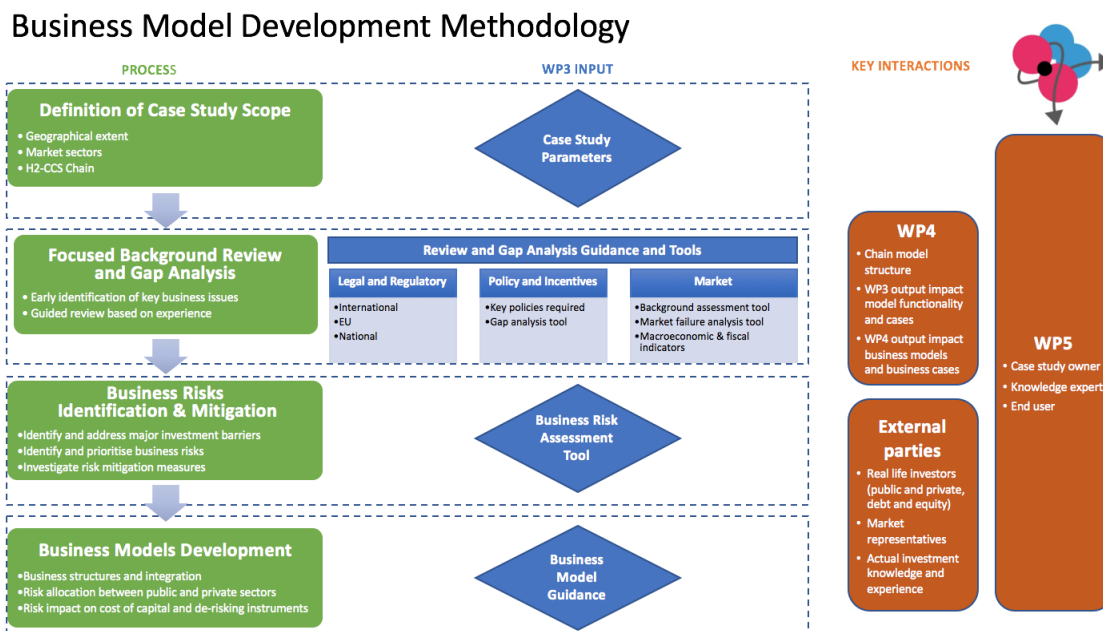 Business Model Development Methodology
PROCESS
WP3 INPUT
KEY INTERACTIONS
Definition of Case Study Scope
• Geographical extent
• Market sectors
• H2-CCS Chain
Case Study
Parameters
Focused Background Review
and Gap Analysis
• Early identification of key business issues
• Guided review based on experience
Review and Gap Analysis Guidance and Tools
Legal and Regulatory
•International
•EU
•National
Policy and Incentives
•Key policies required
•Gap analysis tool
Market
•Background assessment tool
•Market failure analysis tool
•Macroeconomic & fiscal
indicators
Business Risks
Identification & Mitigation
•Identify and address major investment barriers
•Identify and prioritise business risks
•Investigate risk mitigation measures
Business Risk
Assessment
Tool
Business Models Development
•Business structures and integration
•Risk allocation between public and private sectors
•Risk impact on cost of capital and de-risking instruments
Business
Model
Guidance
WP4
• Chain model
structure
• WP3 output impact
model functionality
and cases
• WP4 output impact
business models
and business cases
External
parties
• Real life investors
(public and private,
debt and equity)
• Market
representatives
• Actual investment
knowledge and
experience
WP5
• Case study owner
• Knowledge expert
• End user